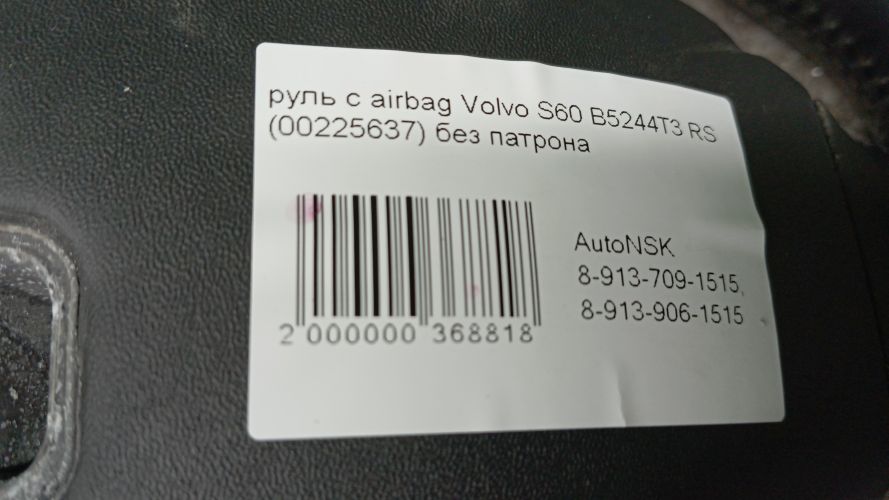 руль с airbag Volvo S60 B5244T3 RS
(00225637) без патрона
AutoNSK
8-913-709-1515,
8-913-906-1515
2 000000 368818